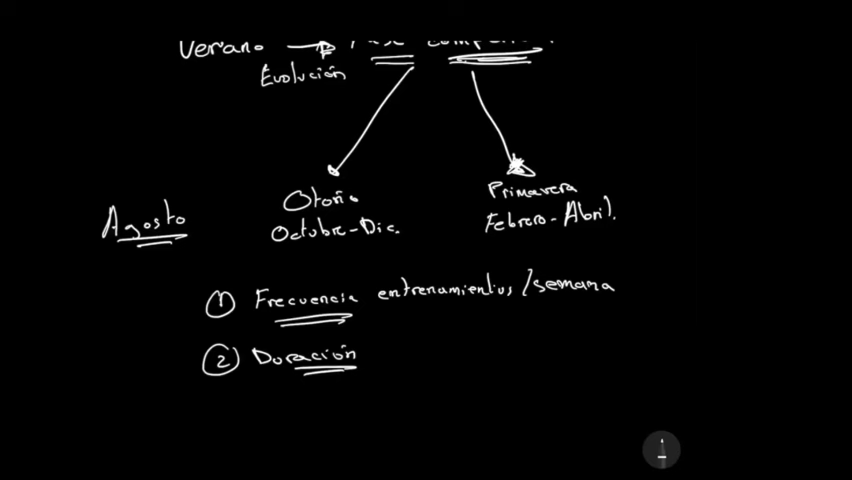 Verano
Evolución
Otoño
Octubre-Dic.
Primavera
Febrero-Abril.
Agosto
1 Frecuencia entrenamientos/semana
2 Duración